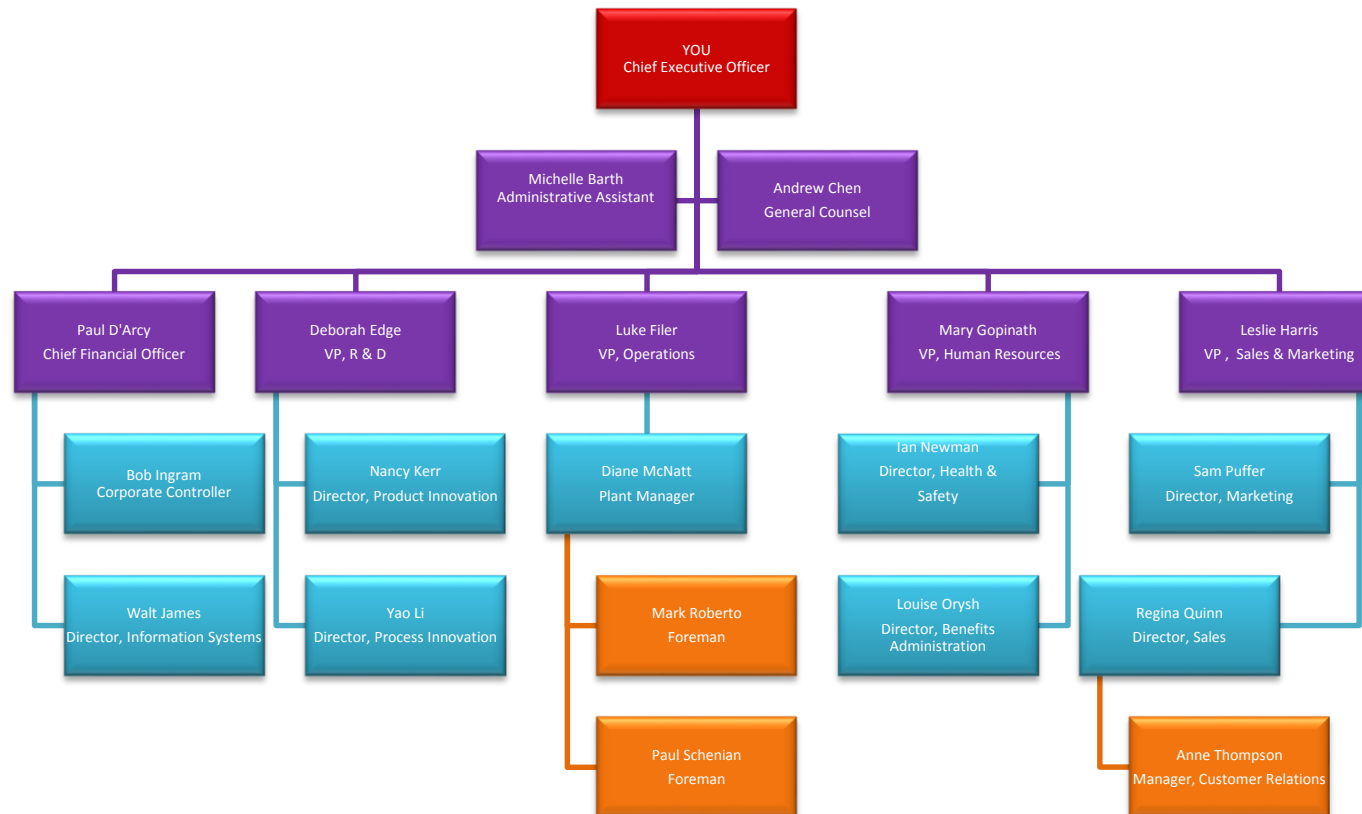 YOU
Chief Executive Officer
Michelle Barth
Administrative Assistant
Andrew Chen
General Counsel
Paul D'Arcy
Chief Financial Officer
Deborah Edge
VP, R & D
Luke Filer
VP, Operations
Mary Gopinath
VP, Human Resources
Leslie Harris
VP , Sales & Marketing
Bob Ingram
Corporate Controller
Nancy Kerr
Director, Product Innovation
Diane McNatt
Plant Manager
Ian Newman
Director, Health &
Safety
Sam Puffer
Director, Marketing
Walt James
Director, Information Systems
Yao Li
Director, Process Innovation
Mark Roberto
Foreman
Louise Orysh
Director, Benefits
Administration
Regina Quinn
Director, Sales
Paul Schenian
Foreman
Anne Thompson
Manager, Customer Relations